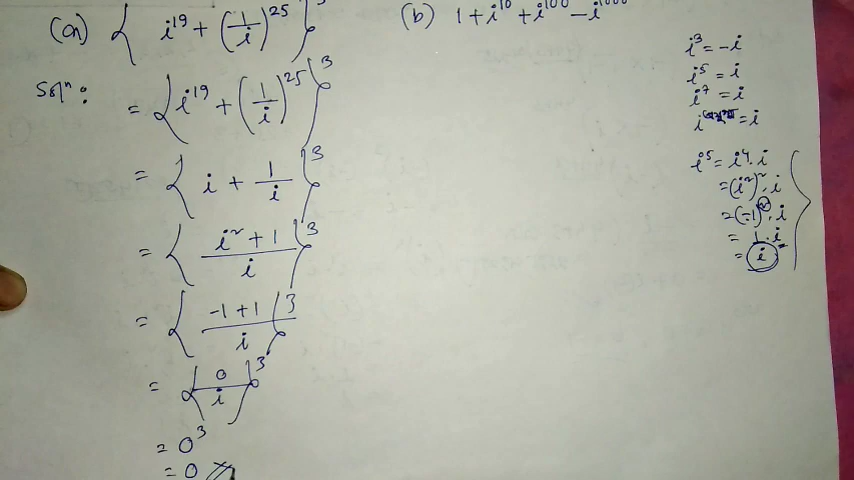 (a) { i^19 + (1/i)^25 }^3 (b) 1 + i^10 + i^100 - i^1000
Solⁿ:
= { i^19 + (1/i)^25 }^3
= { i + 1/i }^3
= { (i^2 + 1)/i }^3
= { (-1+1)/i }^3
= { 0/i }^3
= 0^3
= 0
i^3 = -i
i^5 = i
i^7 = i
= i
i^5 = i^4 . i
= (i^2)^2 . i
= (-1)^2 . i
= 1 . i
= i